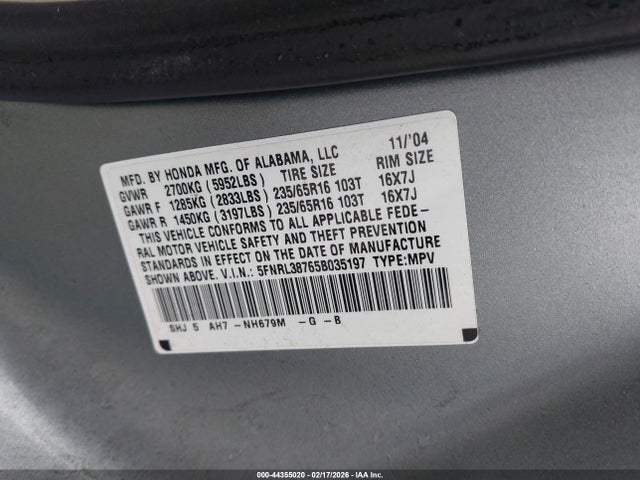 MFD. BY HONDA MFG. OF ALABAMA, LLC 11/'04
GVWR 2700KG (5952LBS) TIRE SIZE RIM SIZE
GAWR F 1285KG (2833LBS) 235/65R16 103T 16X7J
GAWR R 1450KG (3197LBS) 235/65R16 103T 16X7J
THIS VEHICLE CONFORMS TO ALL APPLICABLE FEDE-
RAL MOTOR VEHICLE SAFETY AND THEFT PREVENTION
STANDARDS IN EFFECT ON THE DATE OF MANUFACTURE
SHOWN ABOVE. V.I.N.: 5FNRL38765B035197 TYPE:MPV
SHJ 5 AH7 -NH679M -G -B
000-44355020 - 02/17/2026 - IAA Inc.